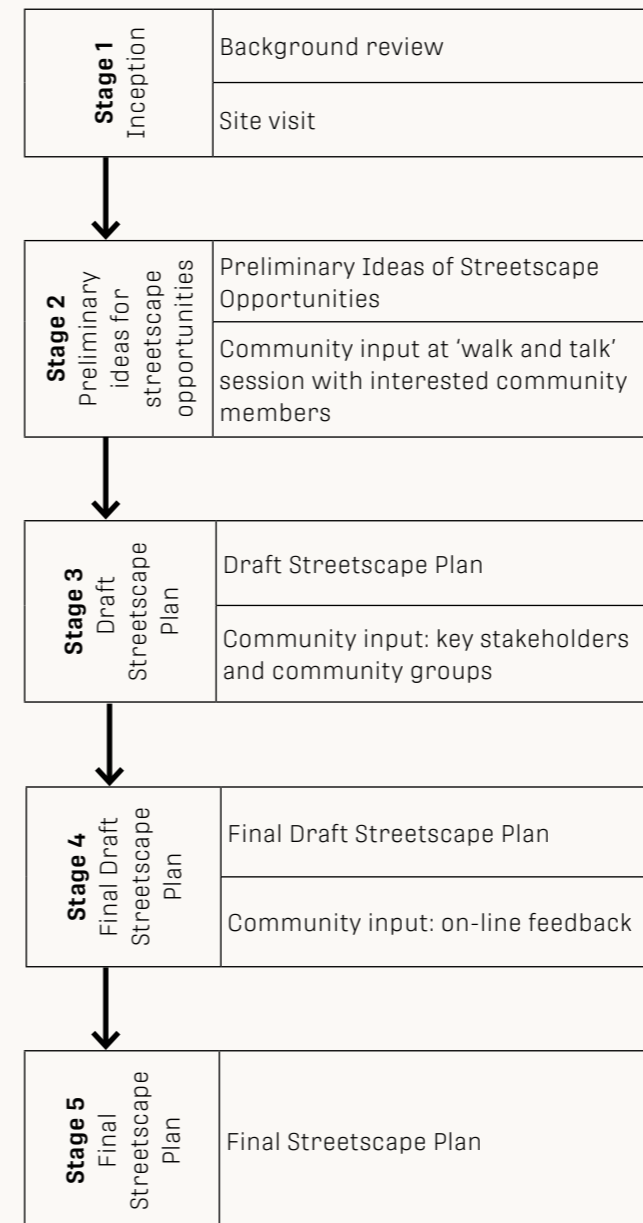 Stage 1
Inception
Background review
Site visit
Stage 2
Preliminary
ideas for
streetscape
opportunities
Preliminary Ideas of Streetscape
Opportunities
Community input at ‘walk and talk’
session with interested community
members
Stage 3
Draft
Streetscape
Plan
Draft Streetscape Plan
Community input: key stakeholders
and community groups
Stage 4
Final Draft
Streetscape
Plan
Final Draft Streetscape Plan
Community input: on-line feedback
Stage 5
Final
Streetscape
Plan
Final Streetscape Plan